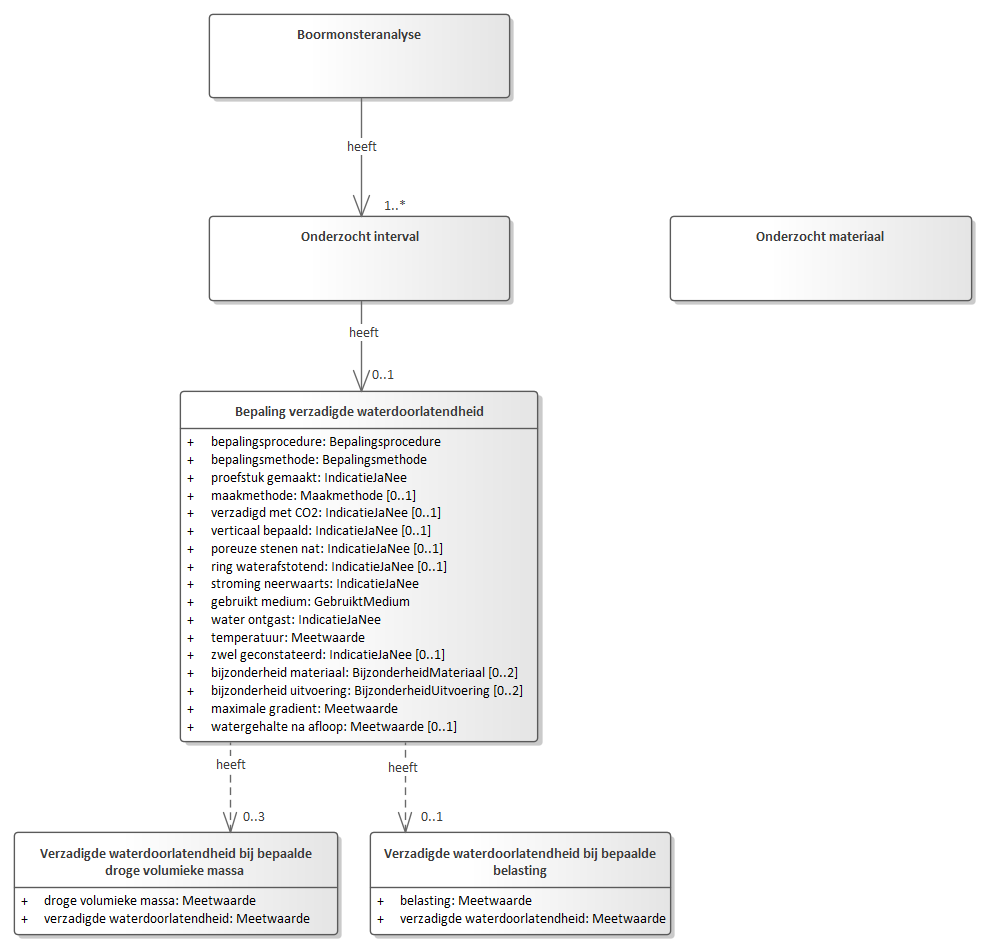 Boormonsteranalyse
heeft
1..*
Onderzocht interval
Onderzocht materiaal
heeft
0..1
Bepaling verzadigde waterdoorlatendheid
+ bepalingsprocedure: Bepalingsprocedure
+ bepalingsmethode: Bepalingsmethode
+ proefstuk gemaakt: IndicatieJaNee
+ maakmethode: Maakmethode [0..1]
+ verzadigd met CO2: IndicatieJaNee [0..1]
+ verticaal bepaald: IndicatieJaNee [0..1]
+ poreuze stenen nat: IndicatieJaNee [0..1]
+ ring waterafstotend: IndicatieJaNee [0..1]
+ stroming neerwaarts: IndicatieJaNee
+ gebruikt medium: GebruiktMedium
+ water ontgast: IndicatieJaNee
+ temperatuur: Meetwaarde
+ zwel geconstateerd: IndicatieJaNee [0..1]
+ bijzonderheid materiaal: BijzonderheidMateriaal [0..2]
+ bijzonderheid uitvoering: BijzonderheidUitvoering [0..2]
+ maximale gradient: Meetwaarde
+ watergehalte na afloop: Meetwaarde [0..1]
heeft
0..3
heeft
0..1
Verzadigde waterdoorlatendheid bij bepaalde
droge volumieke massa
+ droge volumieke massa: Meetwaarde
+ verzadigde waterdoorlatendheid: Meetwaarde
Verzadigde waterdoorlatendheid bij bepaalde
belasting
+ belasting: Meetwaarde
+ verzadigde waterdoorlatendheid: Meetwaarde